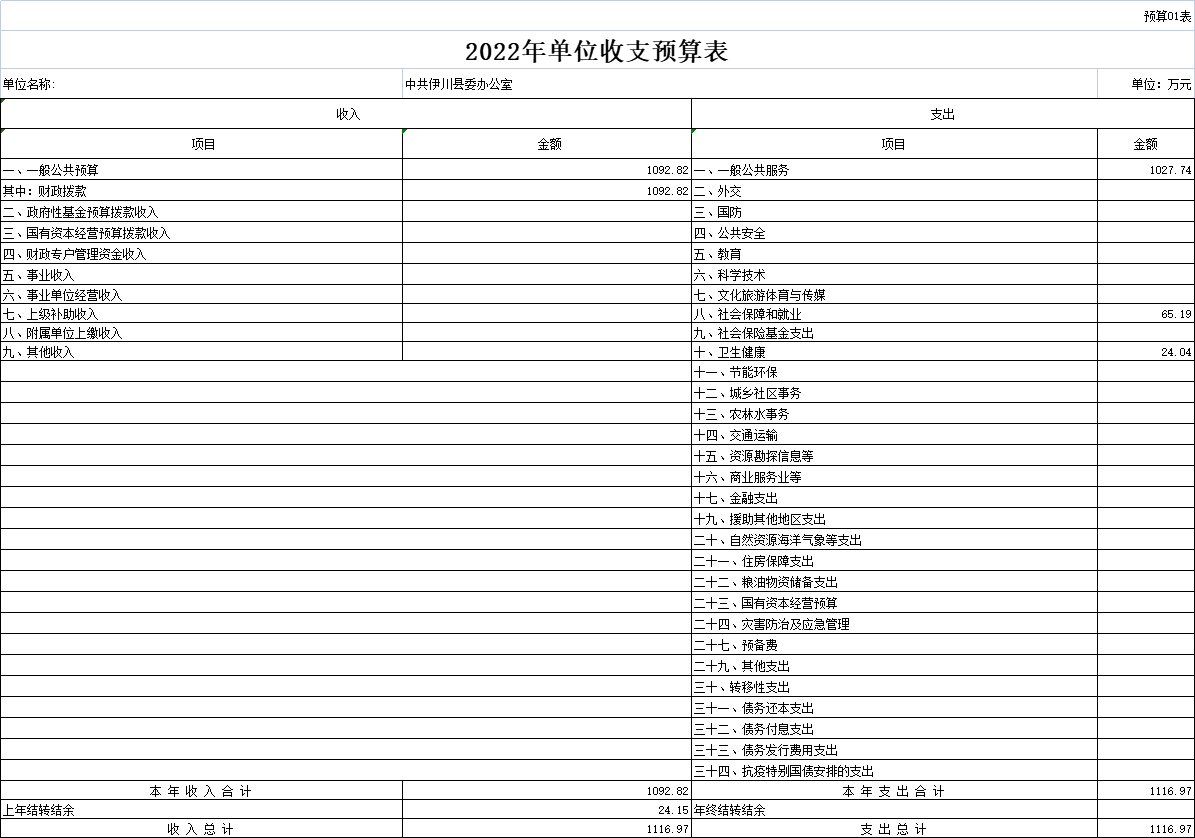 预算01表
2022年单位收支预算表
单位名称: 中共伊川县委办公室 单位：万元
收入 支出
项目 金额 项目 金额
一、一般公共预算 1092.82 一、一般公共服务 1027.74
其中：财政拨款 1092.82 二、外交
二、政府性基金预算拨款收入 三、国防
三、国有资本经营预算拨款收入 四、公共安全
四、财政专户管理资金收入 五、教育
五、事业收入 六、科学技术
六、事业单位经营收入 七、文化旅游体育与传媒
七、上级补助收入 八、社会保障和就业 65.19
八、附属单位上缴收入 九、社会保险基金支出
九、其他收入 十、卫生健康 24.04
十一、节能环保
十二、城乡社区事务
十三、农林水事务
十四、交通运输
十五、资源勘探信息等
十六、商业服务业等
十七、金融支出
十九、援助其他地区支出
二十、自然资源海洋气象等支出
二十一、住房保障支出
二十二、粮油物资储备支出
二十三、国有资本经营预算
二十四、灾害防治及应急管理
二十七、预备费
二十九、其他支出
三十、转移性支出
三十一、债务还本支出
三十二、债务付息支出
三十三、债务发行费用支出
三十四、抗疫特别国债安排的支出
本 年 收 入 合 计 1092.82 本 年 支 出 合 计 1116.97
上年结转结余 24.15 年终结转结余
收 入 总 计 1116.97 支 出 总 计 1116.97